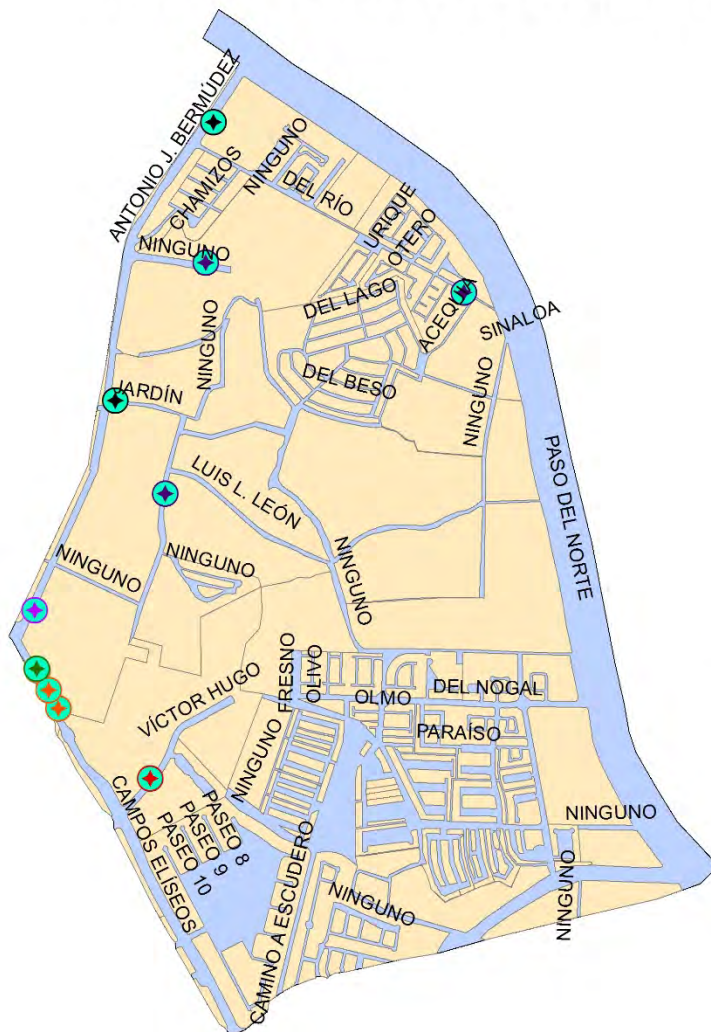 ANTONIO J. BERMÚDEZ
CHAMIZOS
NINGUNO
DEL RÍO
URIQUE
OTERO
NINGUNO
DEL LAGO
ACEQUIA
SINALOA
NINGUNO
DEL BESO
NINGUNO
JARDÍN
PASO DEL NORTE
LUIS L. LEÓN
NINGUNO
NINGUNO
NINGUNO
VÍCTOR HUGO
FRESNO
OLIVO
OLMO
DEL NOGAL
PARAÍSO
NINGUNO
CAMPOS ELÍSEOS
PASEO 8
PASEO 9
PASEO 10
NINGUNO
NINGUNO
NINGUNO
CAMINO A ESCUDERO